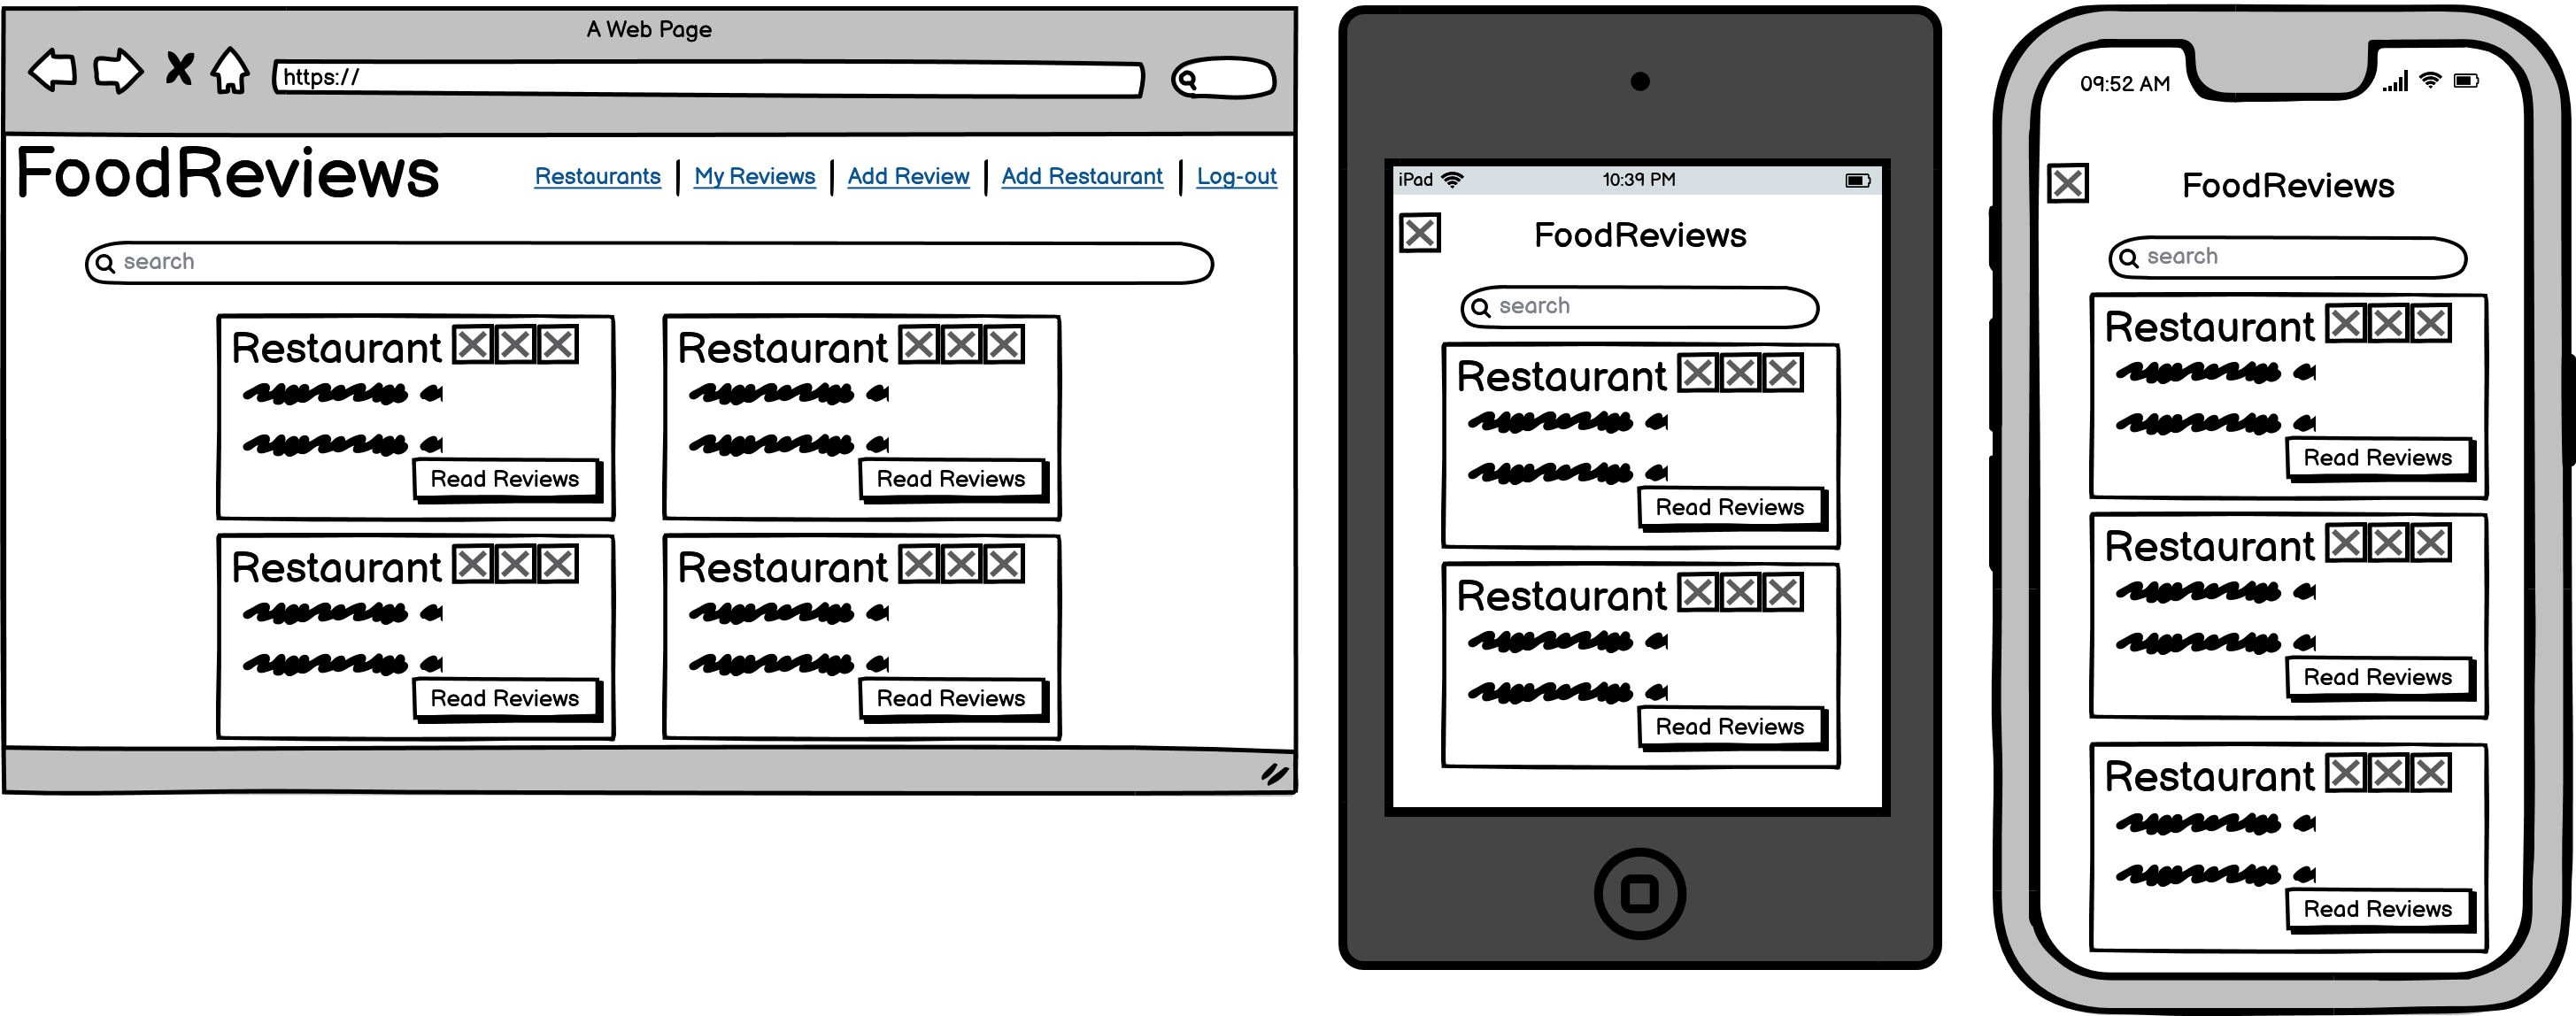 A Web Page
https://
FoodReviews
Restaurants | My Reviews | Add Review | Add Restaurant | Log-out
search
Restaurant
Read Reviews
Restaurant
Read Reviews
Restaurant
Read Reviews
Restaurant
Read Reviews
iPad
10:39 PM
FoodReviews
search
Restaurant
Read Reviews
Restaurant
Read Reviews
09:52 AM
FoodReviews
search
Restaurant
Read Reviews
Restaurant
Read Reviews
Restaurant
Read Reviews